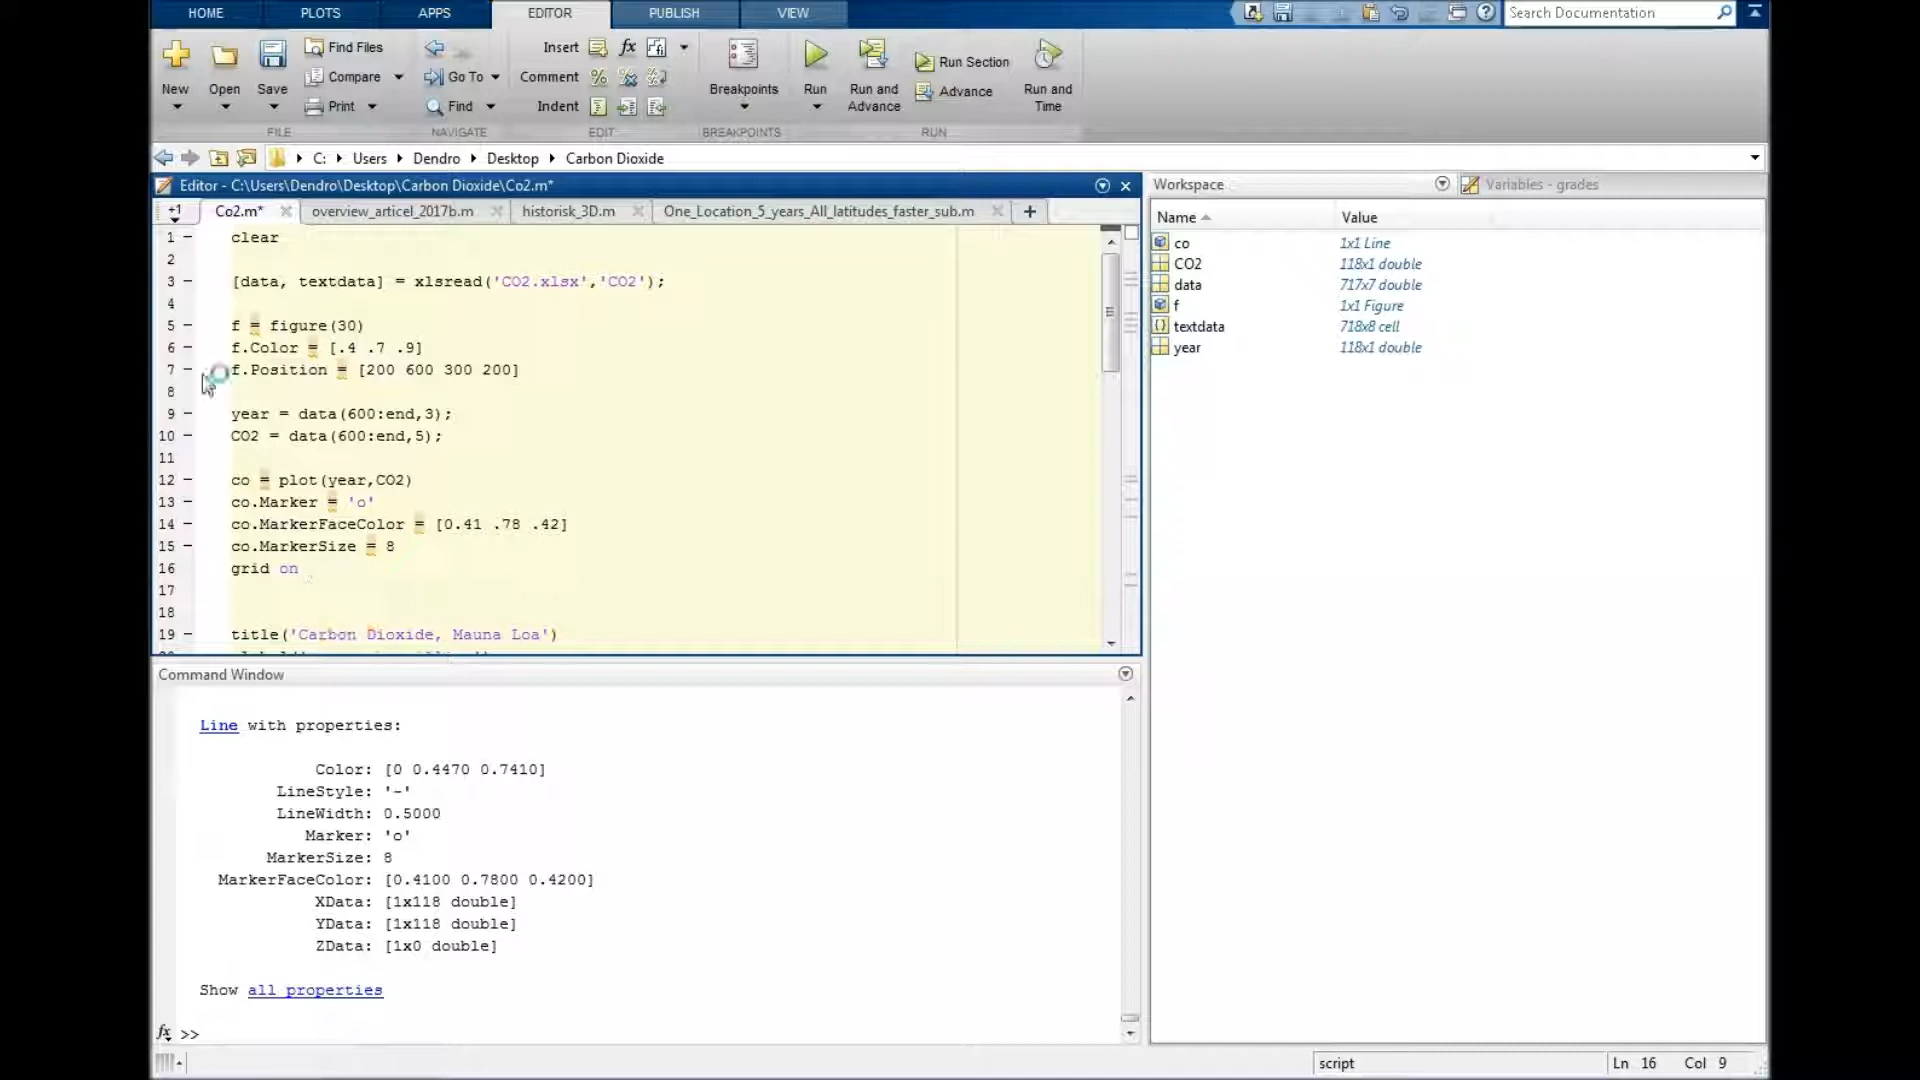 HOME PLOTS APPS EDITOR PUBLISH VIEW Search Documentation
New Open Save Find Files Compare Print
FILE
Go To Find
NAVIGATE
Insert fx
Comment
Indent
EDIT
Breakpoints
BREAKPOINTS
Run Run and Advance Run Section Advance Run and Time
RUN
C: Users Dendro Desktop Carbon Dioxide
Editor - C:\Users\Dendro\Desktop\Carbon Dioxide\Co2.m*
+1 Co2.m* overview_articel_2017b.m historisk_3D.m One_Location_5_years_All_latitudes_faster_sub.m +
1 - clear
2
3 - [data, textdata] = xlsread('CO2.xlsx','CO2');
4
5 - f = figure(30)
6 - f.Color = [.4 .7 .9]
7 - f.Position = [200 600 300 200]
8
9 - year = data(600:end,3);
10 - CO2 = data(600:end,5);
11
12 - co = plot(year,CO2)
13 - co.Marker = 'o'
14 - co.MarkerFaceColor = [0.41 .78 .42]
15 - co.MarkerSize = 8
16 grid on
17
18
19 - title('Carbon Dioxide, Mauna Loa')
Command Window
Line with properties:
Color: [0 0.4470 0.7410]
LineStyle: '-'
LineWidth: 0.5000
Marker: 'o'
MarkerSize: 8
MarkerFaceColor: [0.4100 0.7800 0.4200]
XData: [1x118 double]
YData: [1x118 double]
ZData: [1x0 double]
Show all properties
fx >>
Workspace Variables - grades
Name Value
co 1x1 Line
CO2 118x1 double
data 717x7 double
f 1x1 Figure
textdata 718x8 cell
year 118x1 double
script Ln 16 Col 9